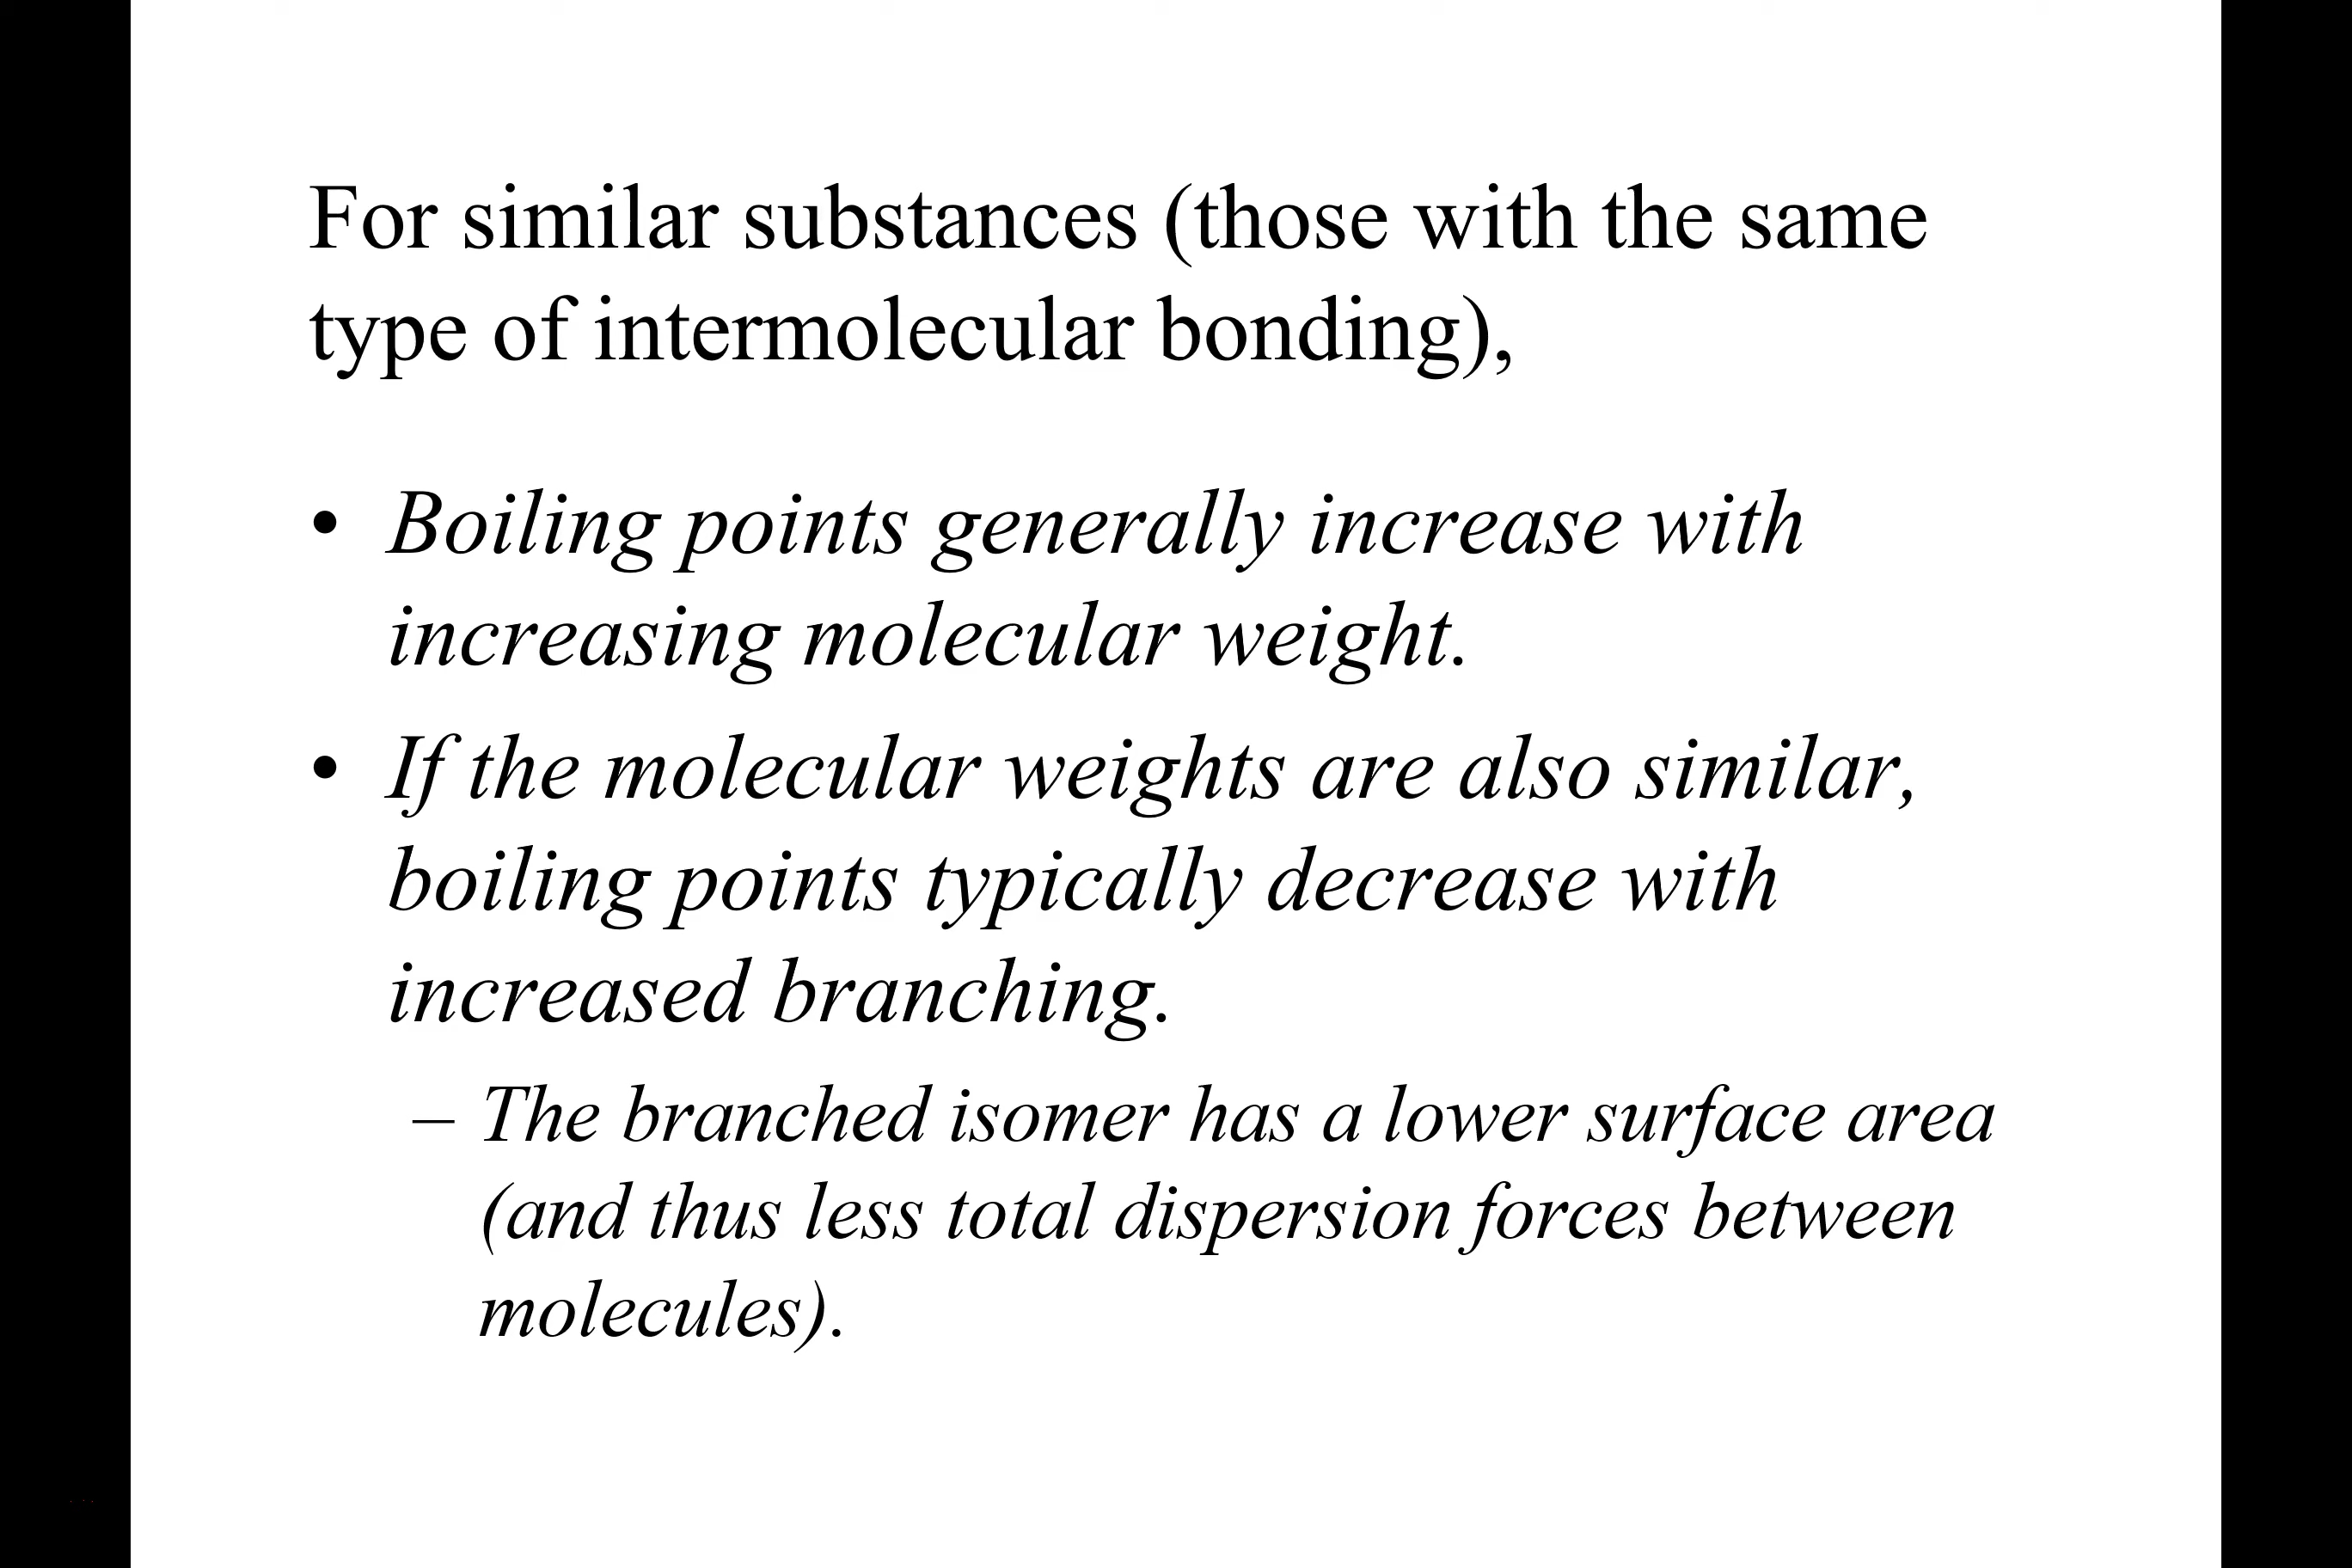 For similar substances (those with the same
type of intermolecular bonding),
• Boiling points generally increase with
increasing molecular weight.
• If the molecular weights are also similar,
boiling points typically decrease with
increased branching.
– The branched isomer has a lower surface area
(and thus less total dispersion forces between
molecules).